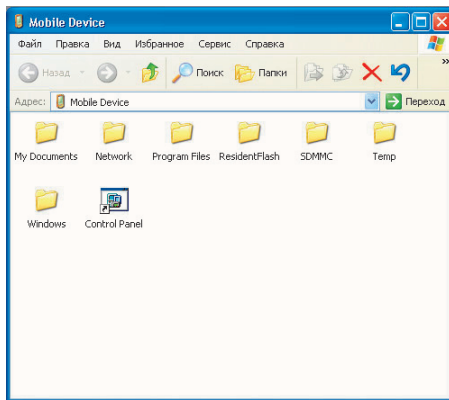 Mobile Device
Файл Правка Вид Избранное Сервис Справка
Назад Поиск Папки »
Адрес: Mobile Device Переход
My Documents Network Program Files ResidentFlash SDMMC Temp
Windows Control Panel